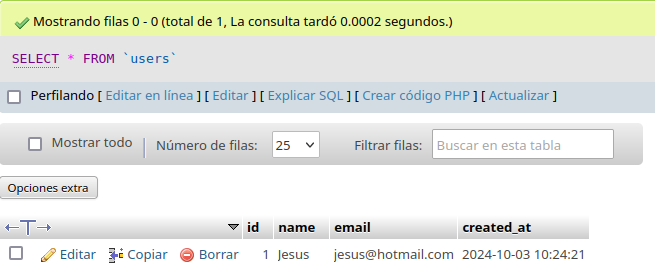 Mostrando filas 0 - 0 (total de 1, La consulta tardó 0.0002 segundos.)
SELECT * FROM `users`
Perfilando [ Editar en línea ] [ Editar ] [ Explicar SQL ] [ Crear código PHP ] [ Actualizar ]
Mostrar todo | Número de filas: 25 Filtrar filas: Buscar en esta tabla
Opciones extra
←T→ id name email created_at
Editar Copiar Borrar 1 Jesus jesus@hotmail.com 2024-10-03 10:24:21